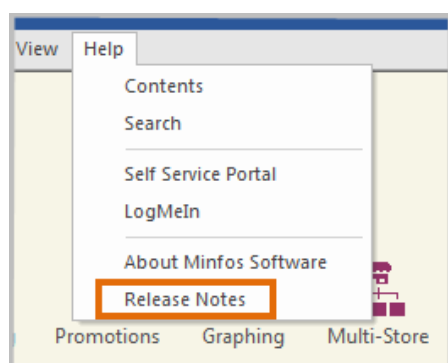 View Help
Contents
Search
Self Service Portal
LogMeIn
About Minfos Software
Release Notes
Promotions Graphing Multi-Store